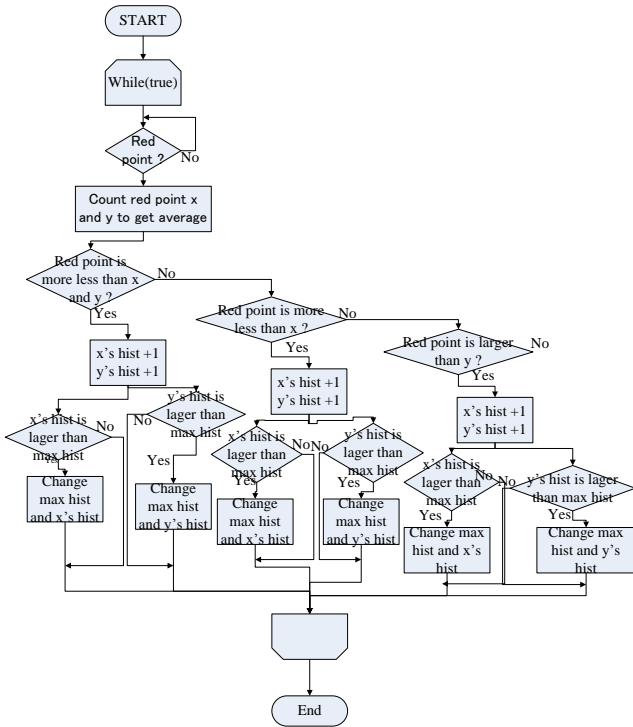 START
While(true)
Red
point ?
No
Count red point x
and y to get average
Red point is
more less than x
and y ?
No
Yes
Red point is more
less than x ?
No
Yes
Red point is larger
than y ?
No
Yes
x's hist +1
y's hist +1
x's hist +1
y's hist +1
x's hist +1
y's hist +1
x's hist is
lager than
max hist
No
Yes
y's hist is
lager than
max hist
No
Yes
x's hist is
lager than
max hist
No
Yes
y's hist is
lager than
max hist
No
Yes
x's hist is
lager than
max hist
No
Yes
y's hist is lager
than max hist
No
Yes
Change
max hist
and x's hist
Change
max hist
and y's hist
Change
max hist
and x's hist
Change
max hist
and y's hist
Change max
hist and x's
hist
Change max
hist and y's
hist
End